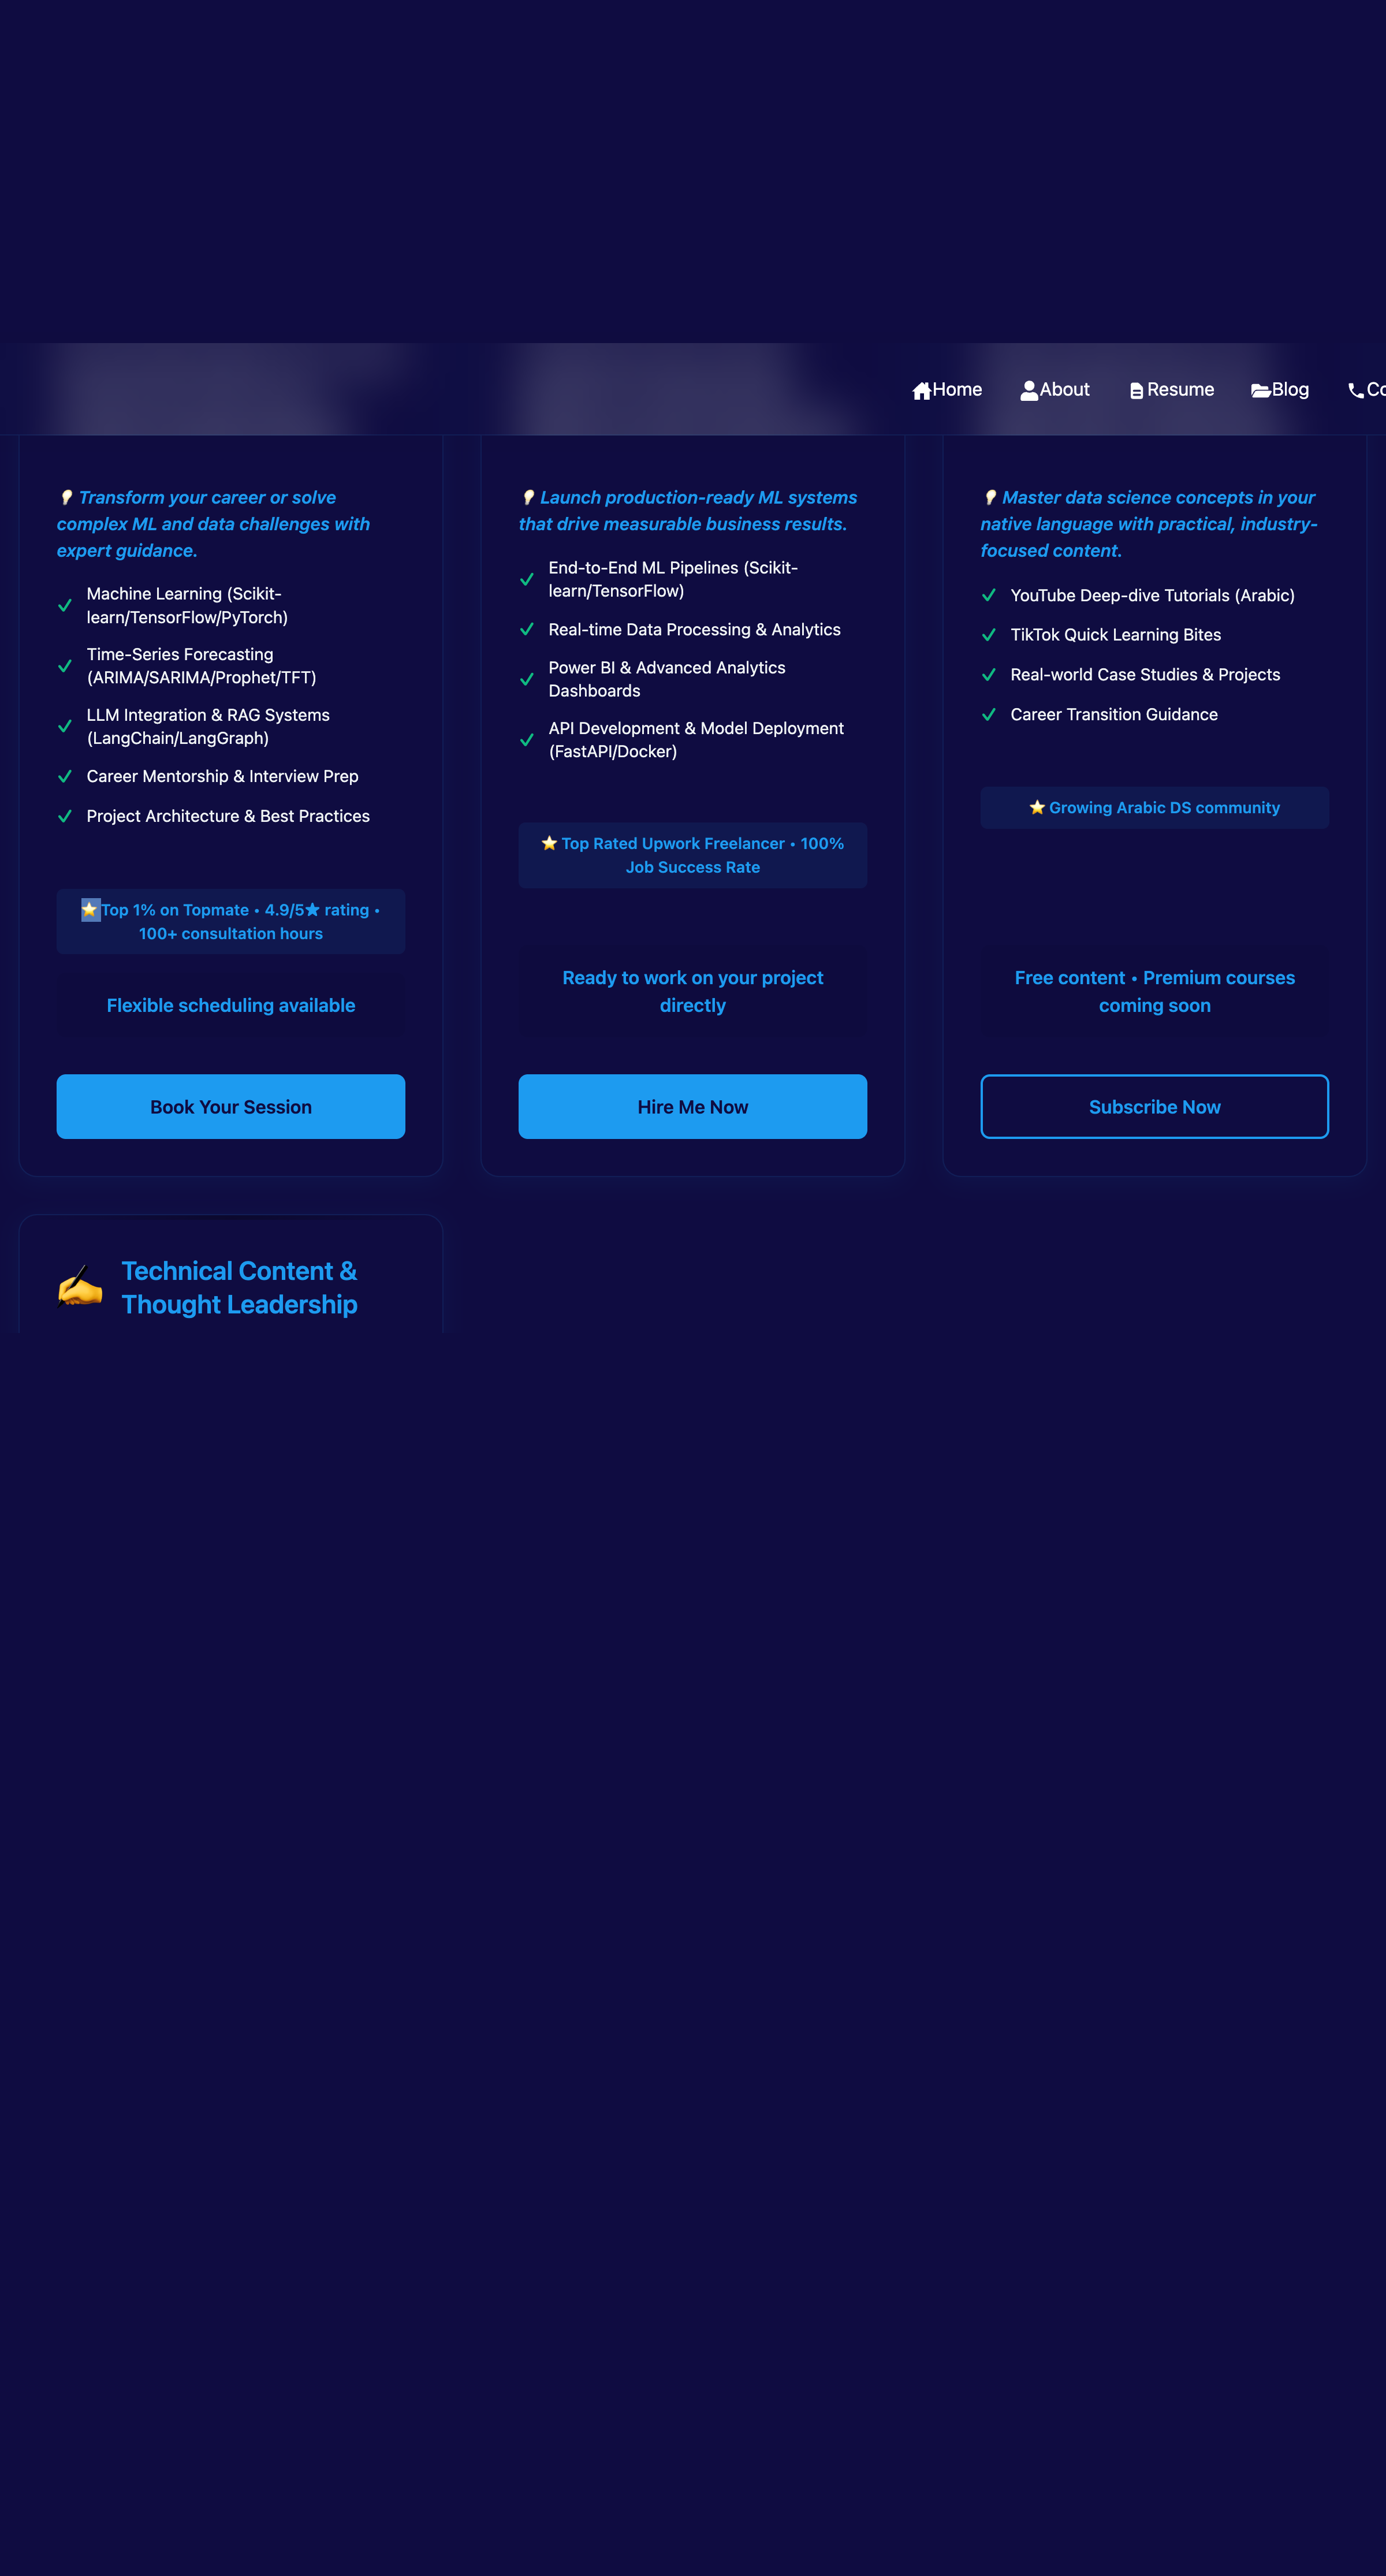 Home About Resume Blog Co
💡 Transform your career or solve
complex ML and data challenges with
expert guidance.
✓ Machine Learning (Scikit-
learn/TensorFlow/PyTorch)
✓ Time-Series Forecasting
(ARIMA/SARIMA/Prophet/TFT)
✓ LLM Integration & RAG Systems
(LangChain/LangGraph)
✓ Career Mentorship & Interview Prep
✓ Project Architecture & Best Practices
⭐Top 1% on Topmate • 4.9/5★ rating •
100+ consultation hours
Flexible scheduling available
Book Your Session
💡 Launch production-ready ML systems
that drive measurable business results.
✓ End-to-End ML Pipelines (Scikit-
learn/TensorFlow)
✓ Real-time Data Processing & Analytics
✓ Power BI & Advanced Analytics
Dashboards
✓ API Development & Model Deployment
(FastAPI/Docker)
⭐ Top Rated Upwork Freelancer • 100%
Job Success Rate
Ready to work on your project
directly
Hire Me Now
💡 Master data science concepts in your
native language with practical, industry-
focused content.
✓ YouTube Deep-dive Tutorials (Arabic)
✓ TikTok Quick Learning Bites
✓ Real-world Case Studies & Projects
✓ Career Transition Guidance
⭐ Growing Arabic DS community
Free content • Premium courses
coming soon
Subscribe Now
✍️ Technical Content &
Thought Leadership